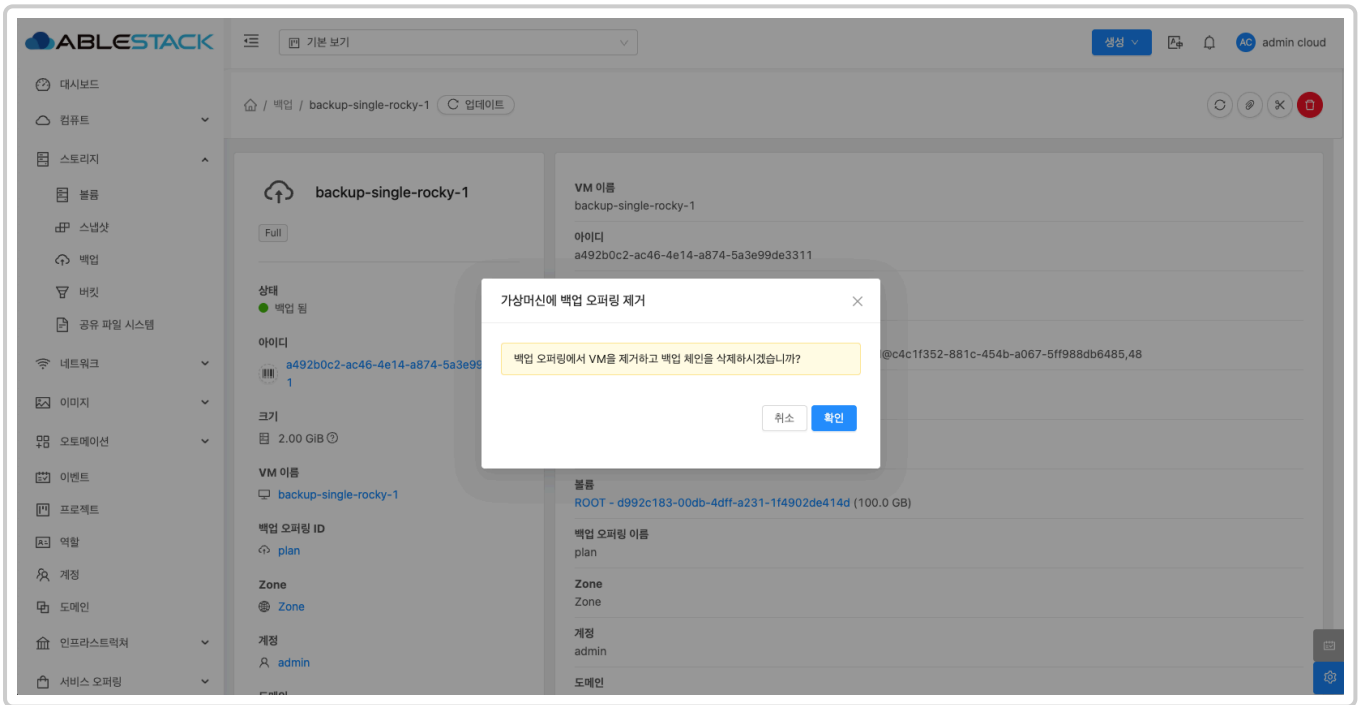 ABLESTACK
기본 보기
생성
AC
admin cloud
대시보드
컴퓨트
스토리지
볼륨
스냅샷
백업
버킷
공유 파일 시스템
네트워크
이미지
오토메이션
이벤트
프로젝트
역할
계정
도메인
인프라스트럭쳐
서비스 오퍼링
/ 백업 / backup-single-rocky-1
업데이트
backup-single-rocky-1
Full
상태
백업 됨
아이디
a492b0c2-ac46-4e14-a874-5a3e99
1
크기
2.00 GiB
VM 이름
backup-single-rocky-1
백업 오퍼링 ID
plan
Zone
Zone
계정
admin
VM 이름
backup-single-rocky-1
아이디
a492b0c2-ac46-4e14-a874-5a3e99de3311
@c4c1f352-881c-454b-a067-5ff988db6485,48
볼륨
ROOT - d992c183-00db-4dff-a231-1f4902de414d (100.0 GB)
백업 오퍼링 이름
plan
Zone
Zone
계정
admin
도메인
가상머신에 백업 오퍼링 제거
백업 오퍼링에서 VM을 제거하고 백업 체인을 삭제하시겠습니까?
취소
확인